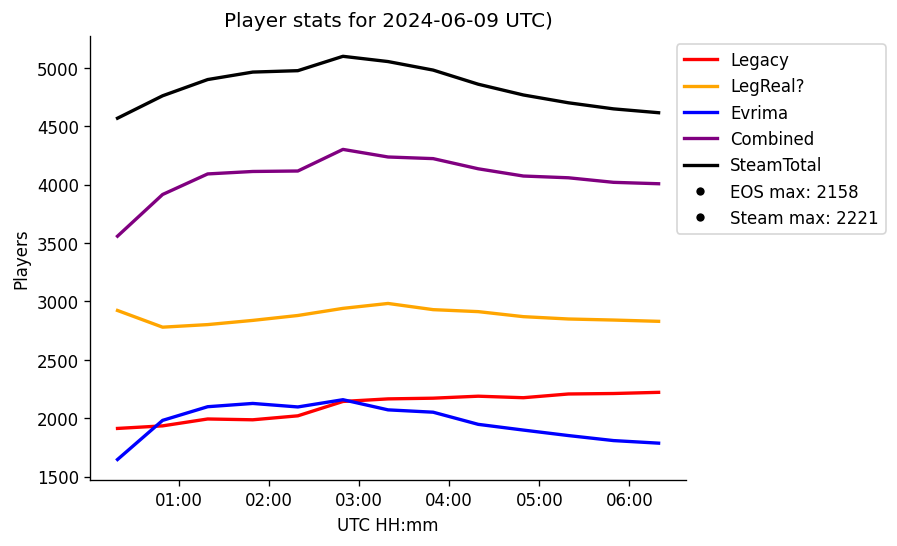 Player stats for 2024-06-09 UTC)
Legacy
LegReal?
Evrima
Combined
SteamTotal
EOS max: 2158
Steam max: 2221
Players
5000
4500
4000
3500
3000
2500
2000
1500
01:00
02:00
03:00
04:00
05:00
06:00
UTC HH:mm